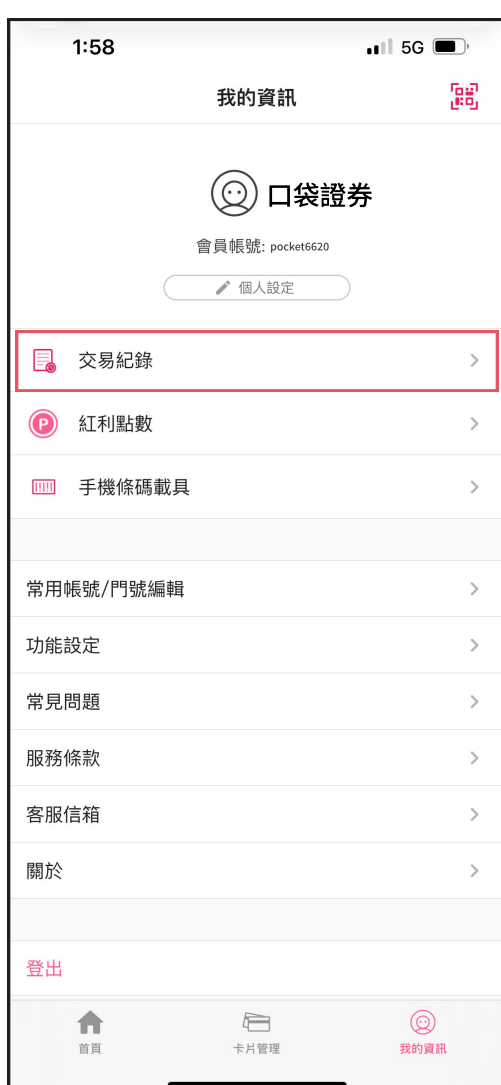 1:58
5G
我的資訊
口袋證券
會員帳號: pocket6620
個人設定
交易紀錄
P 紅利點數
手機條碼載具
常用帳號/門號編輯
功能設定
常見問題
服務條款
客服信箱
關於
登出
首頁
卡片管理
我的資訊